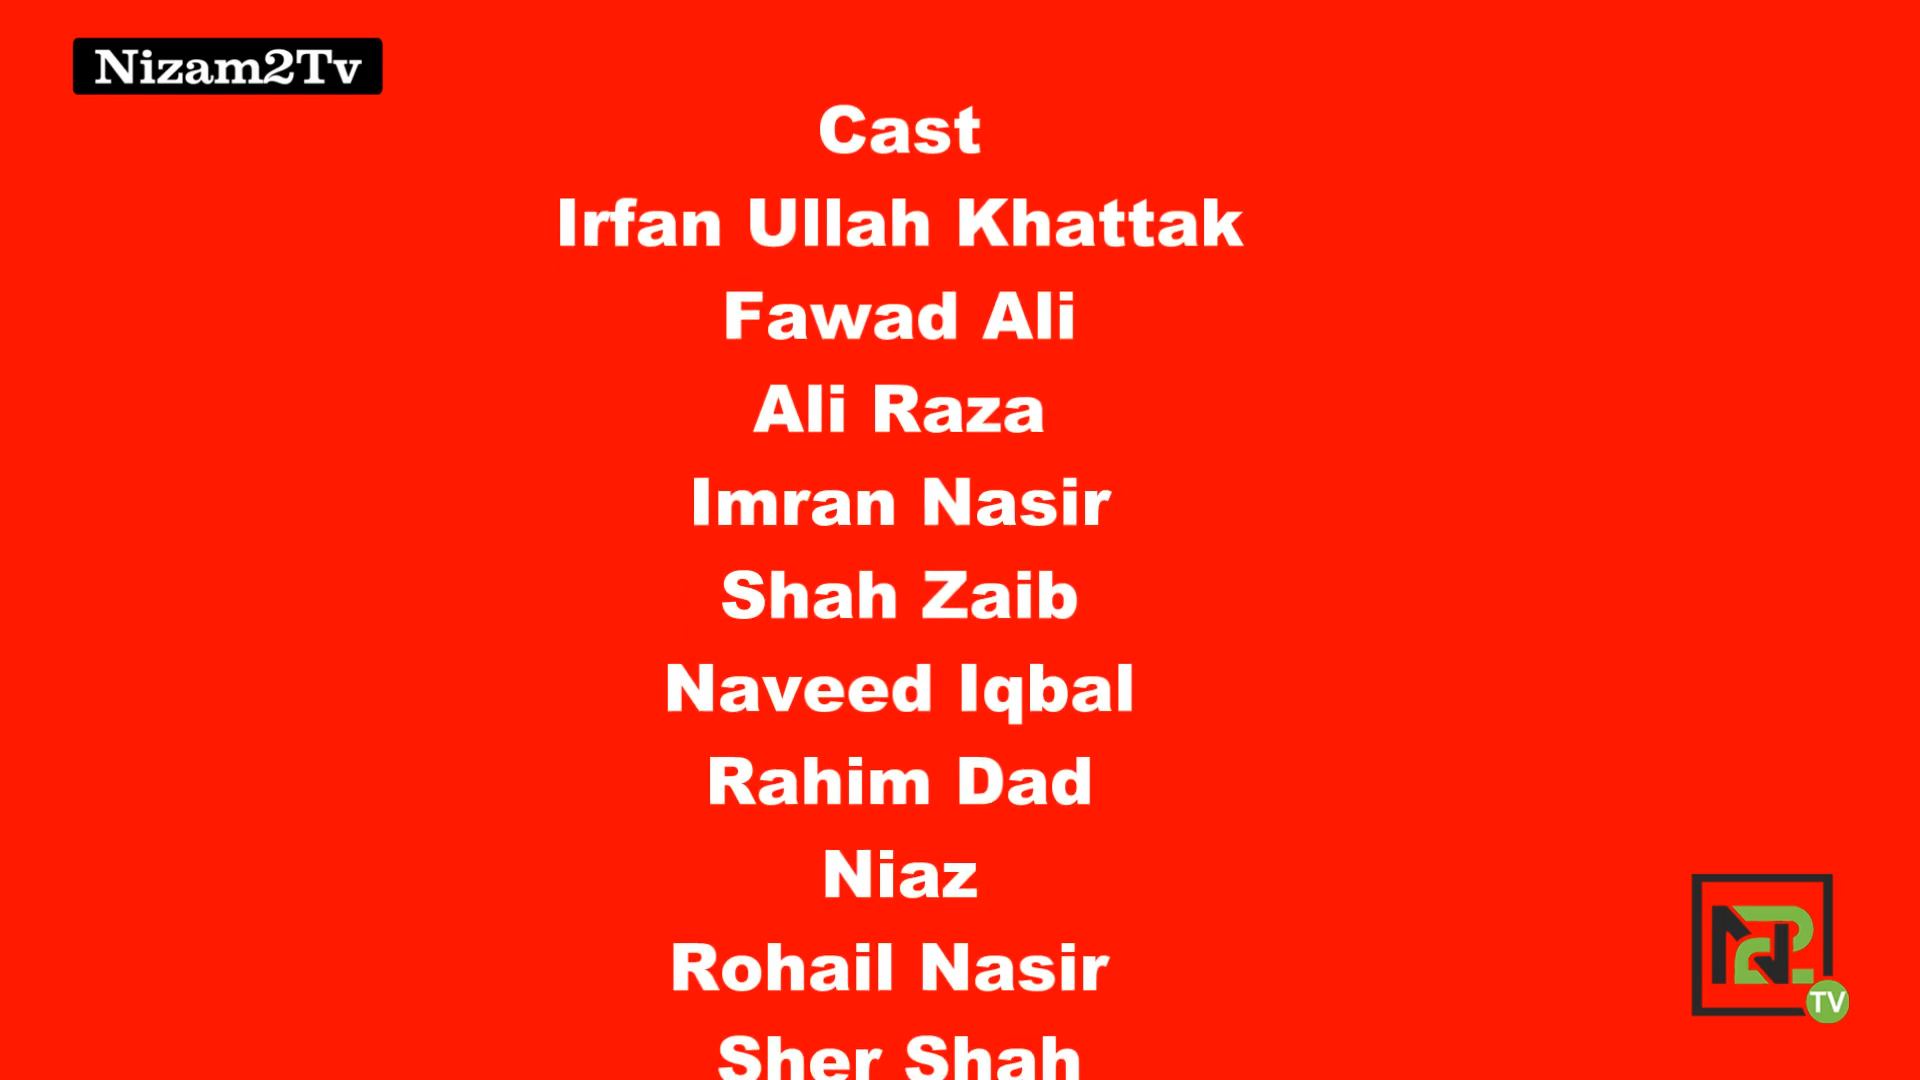 Nizam2Tv
Cast
Irfan Ullah Khattak
Fawad Ali
Ali Raza
Imran Nasir
Shah Zaib
Naveed Iqbal
Rahim Dad
Niaz
Rohail Nasir
Sher Shah
N2
TV